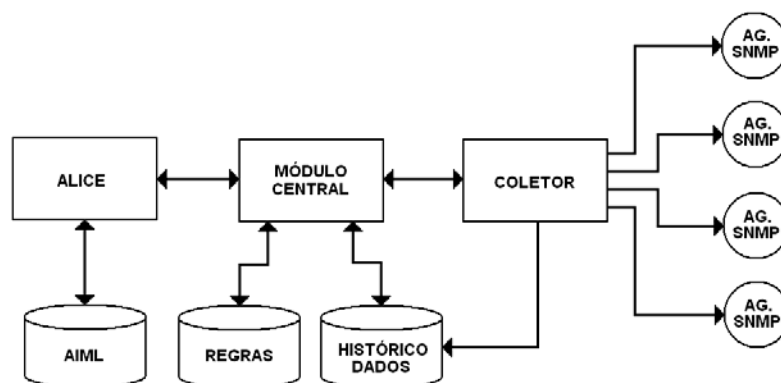 AG.
SNMP
AG.
SNMP
ALICE
MÓDULO
CENTRAL
COLETOR
AG.
SNMP
AG.
SNMP
AIML
REGRAS
HISTÓRICO
DADOS